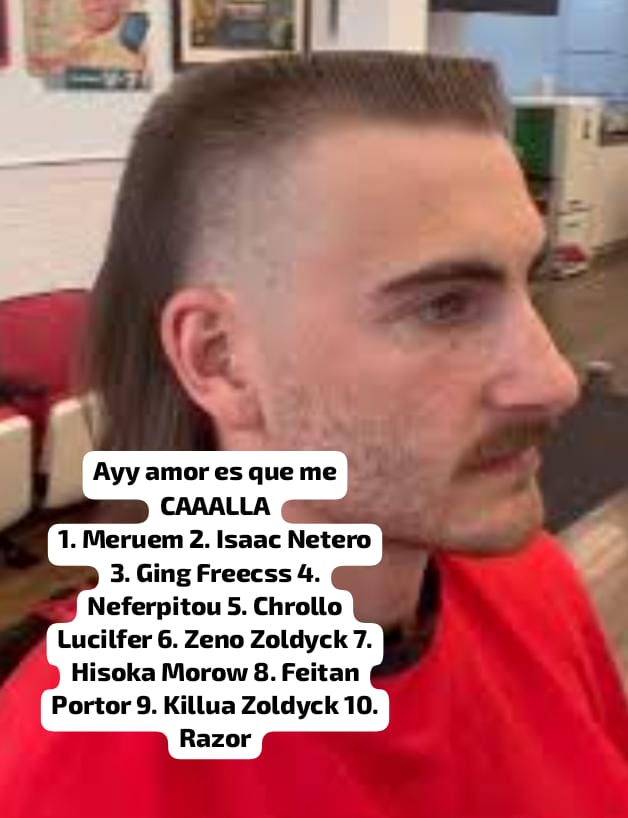 Ayy amor es que me
CAAALLA
1. Meruem 2. Isaac Netero
3. Ging Freecss 4.
Neferpitou 5. Chrollo
Lucilfer 6. Zeno Zoldyck 7.
Hisoka Morow 8. Feitan
Portor 9. Killua Zoldyck 10.
Razor